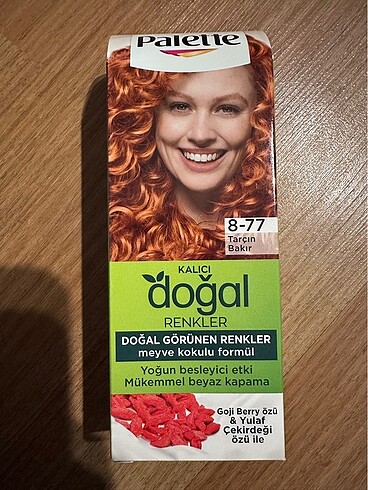 Palette
8-77
Tarçın
Bakır
KALICI
doğal
RENKLER
DOĞAL GÖRÜNEN RENKLER
meyve kokulu formül
Yoğun besleyici etki
Mükemmel beyaz kapama
Goji Berry özü
& Yulaf
Çekirdeği
özü ile